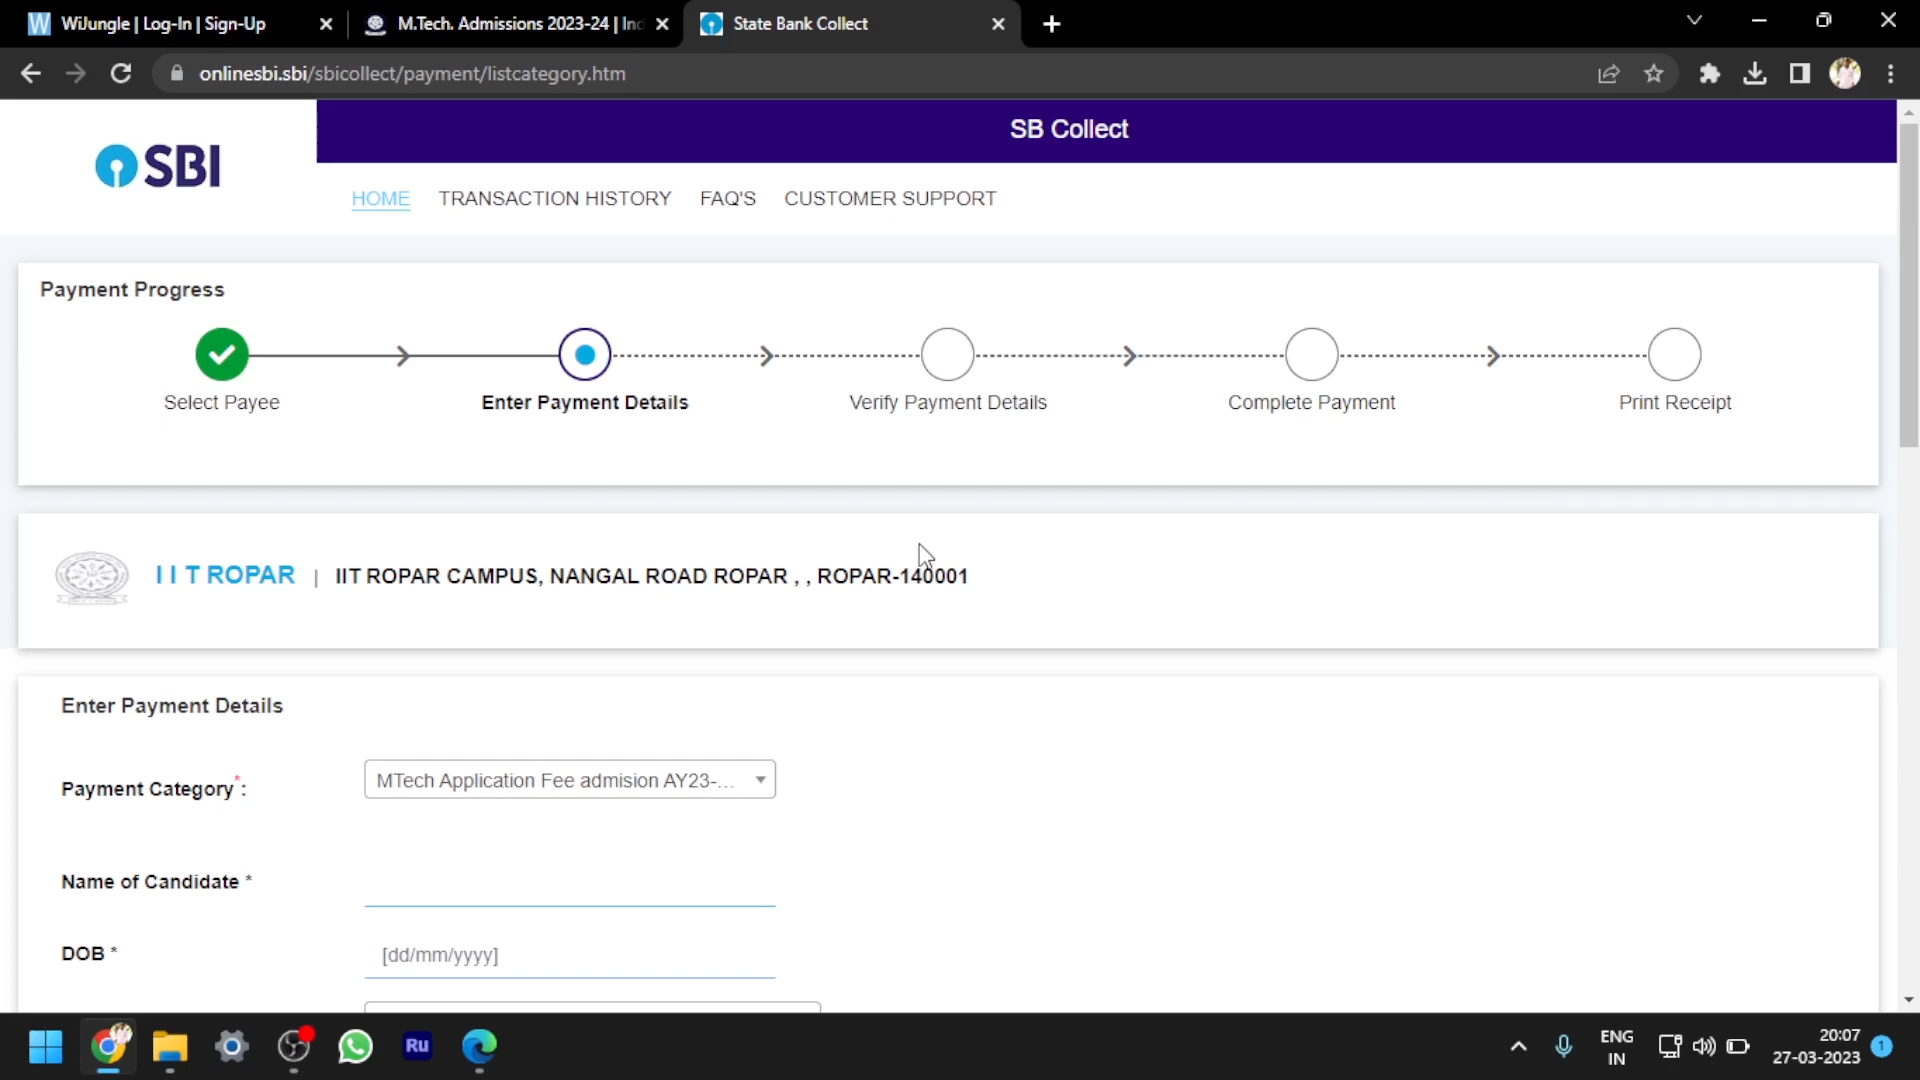 WiJungle | Log-In | Sign-Up
M.Tech. Admissions 2023-24 | Ind
State Bank Collect
onlinesbi.sbi/sbicollect/payment/listcategory.htm
SBI
SB Collect
HOME TRANSACTION HISTORY FAQ'S CUSTOMER SUPPORT
Payment Progress
Select Payee
Enter Payment Details
Verify Payment Details
Complete Payment
Print Receipt
I I T ROPAR | IIT ROPAR CAMPUS, NANGAL ROAD ROPAR , , ROPAR-140001
Enter Payment Details
Payment Category*: MTech Application Fee admision AY23-...
Name of Candidate *
DOB * [dd/mm/yyyy]
Ru
ENG
IN
20:07
27-03-2023
1